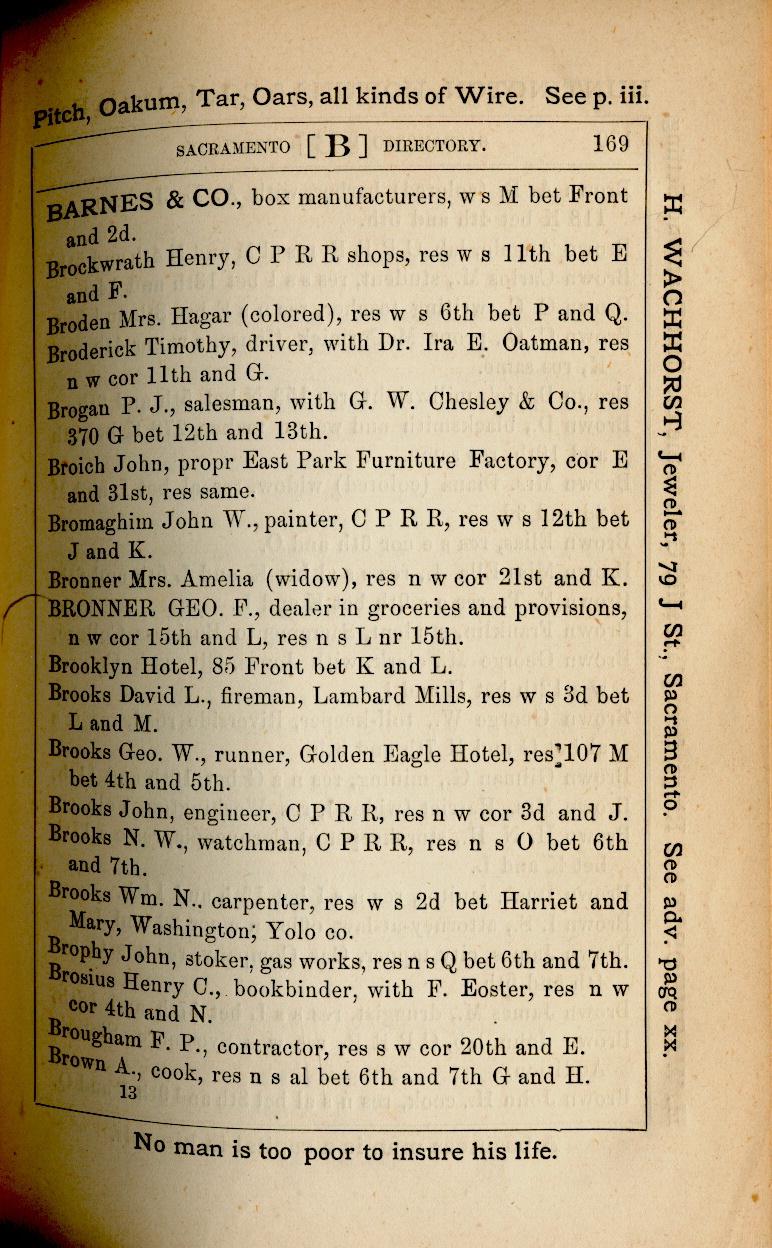 Pitch, Oakum, Tar, Oars, all kinds of Wire. See p. iii.
SACRAMENTO [B] DIRECTORY. 169
BARNES & CO., box manufacturers, w s M bet Front
and 2d.
Brockwrath Henry, C P R R shops, res w s 11th bet E
and F.
Broden Mrs. Hagar (colored), res w s 6th bet P and Q.
Broderick Timothy, driver, with Dr. Ira E. Oatman, res
n w cor 11th and G.
Brogan P. J., salesman, with G. W. Chesley & Co., res
370 G bet 12th and 13th.
Broich John, propr East Park Furniture Factory, cor E
and 31st, res same.
Bromaghim John W., painter, C P R R, res w s 12th bet
J and K.
Bronner Mrs. Amelia (widow), res n w cor 21st and K.
BRONNER GEO. F., dealer in groceries and provisions,
n w cor 15th and L, res n s L nr 15th.
Brooklyn Hotel, 85 Front bet K and L.
Brooks David L., fireman, Lambard Mills, res w s 3d bet
L and M.
Brooks Geo. W., runner, Golden Eagle Hotel, res 107 M
bet 4th and 5th.
Brooks John, engineer, C P R R, res n w cor 3d and J.
Brooks N. W., watchman, C P R R, res n s O bet 6th
and 7th.
Brooks Wm. N.. carpenter, res w s 2d bet Harriet and
Mary, Washington; Yolo co.
Brophy John, stoker, gas works, res n s Q bet 6th and 7th.
Brosius Henry C., bookbinder, with F. Eoster, res n w
cor 4th and N.
Brougham F. P., contractor, res s w cor 20th and E.
Brown A., cook, res n s al bet 6th and 7th G and H.
13
No man is too poor to insure his life.
H. WACHHORST, Jeweler, 79 J St., Sacramento. See adv. page xx.